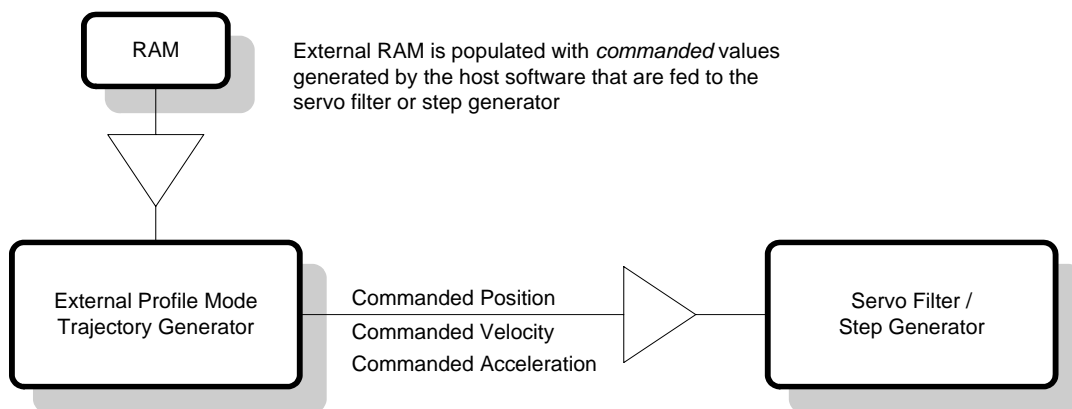 RAM
External RAM is populated with commanded values
generated by the host software that are fed to the
servo filter or step generator
External Profile Mode
Trajectory Generator
Commanded Position
Commanded Velocity
Commanded Acceleration
Servo Filter /
Step Generator